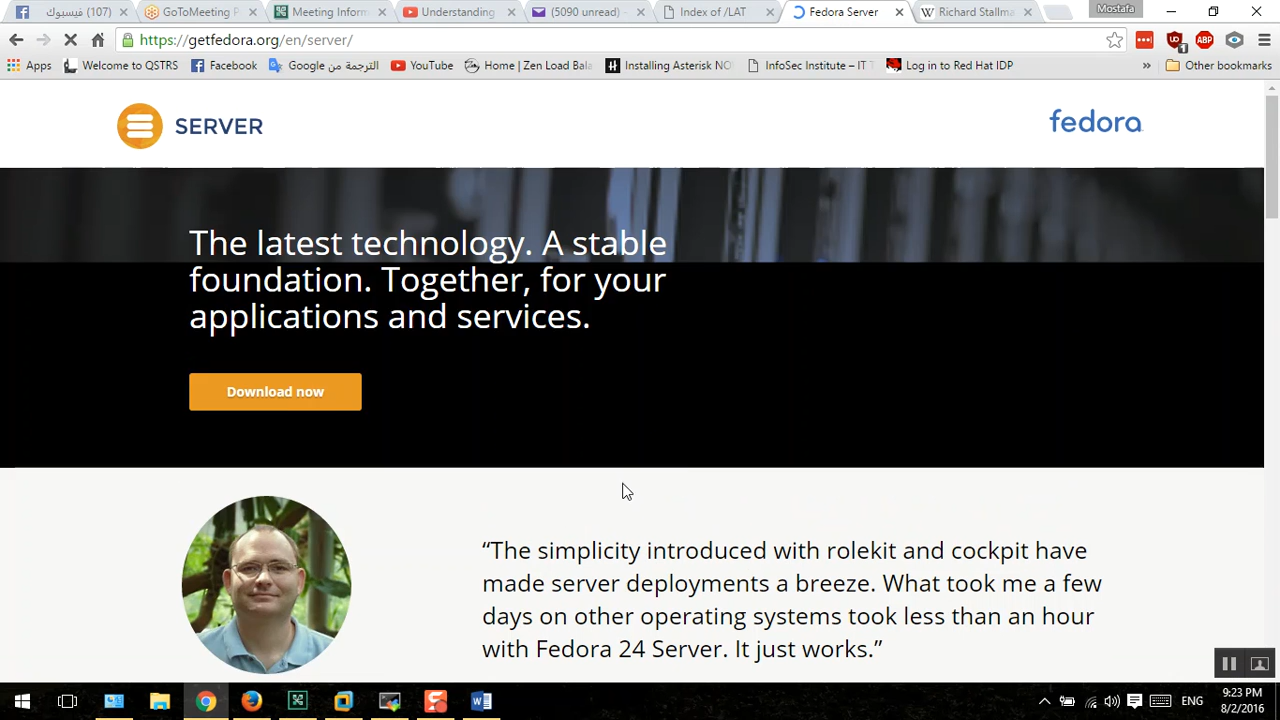 (107) فيسبوك
GoToMeeting P
Meeting Inform
Understanding
(5090 unread) -
Index of /LAT
Fedora Server
Richard Stallma
Mostafa
https://getfedora.org/en/server/
Apps
Welcome to QSTRS
Facebook
الترجمة من Google
YouTube
Home | Zen Load Bala
Installing Asterisk NO
InfoSec Institute – IT T
Log in to Red Hat IDP
»
Other bookmarks
SERVER
fedora
The latest technology. A stable
foundation. Together, for your
applications and services.
Download now
“The simplicity introduced with rolekit and cockpit have
made server deployments a breeze. What took me a few
days on other operating systems took less than an hour
with Fedora 24 Server. It just works.”
ENG
9:23 PM
8/2/2016